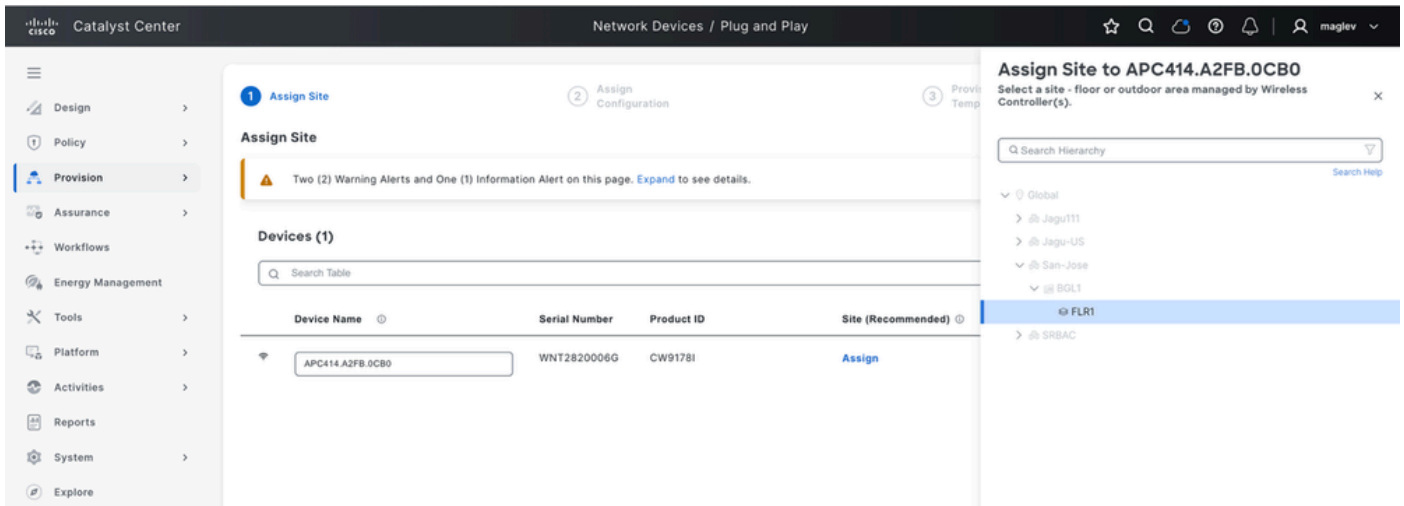 cisco Catalyst Center
Network Devices / Plug and Play
maglev
Design
Policy
Provision
Assurance
Workflows
Energy Management
Tools
Platform
Activities
Reports
System
Explore
1 Assign Site
2 Assign
Configuration
3 Provis
Temp
Assign Site
Two (2) Warning Alerts and One (1) Information Alert on this page. Expand to see details.
Devices (1)
Search Table
Device Name Serial Number Product ID Site (Recommended)
APC414.A2FB.0CB0 WNT2820006G CW9178I Assign
Assign Site to APC414.A2FB.0CB0
Select a site - floor or outdoor area managed by Wireless
Controller(s).
Search Hierarchy
Search Help
Global
Jagu111
Jagu-US
San-Jose
BGL1
FLR1
SRBAC